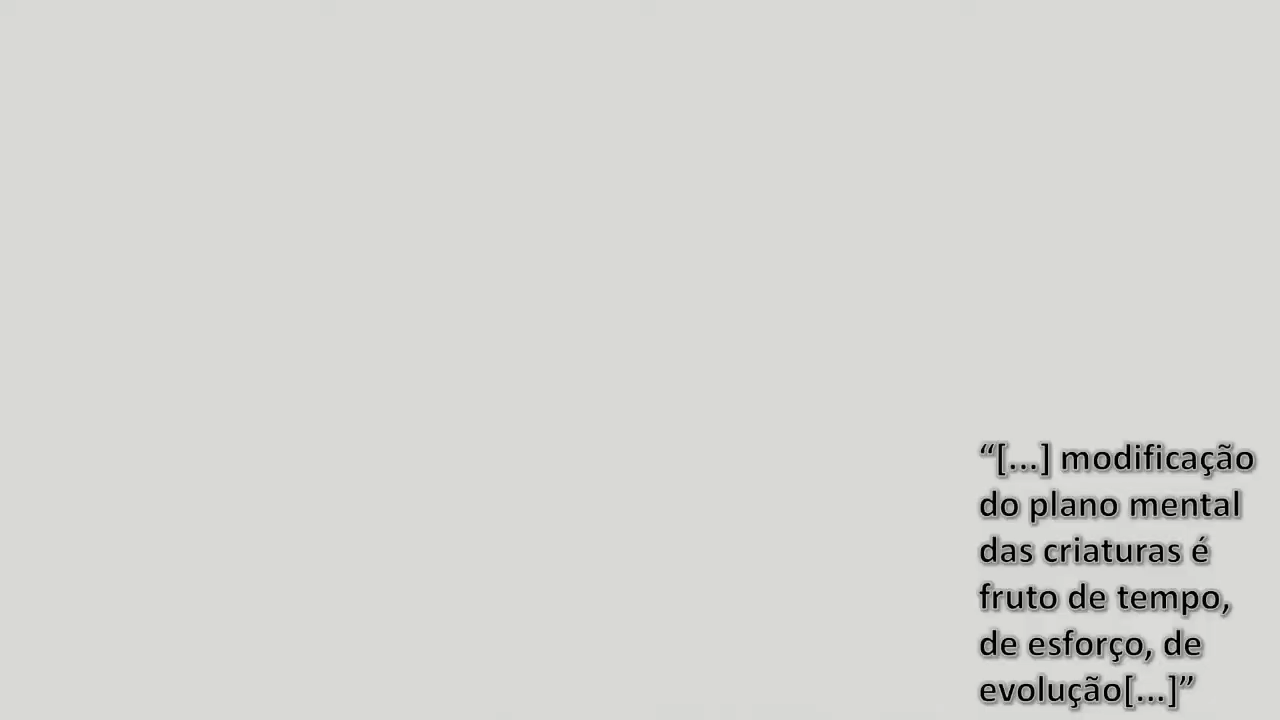 “[...] modificação
do plano mental
das criaturas é
fruto de tempo,
de esforço, de
evolução[...]”